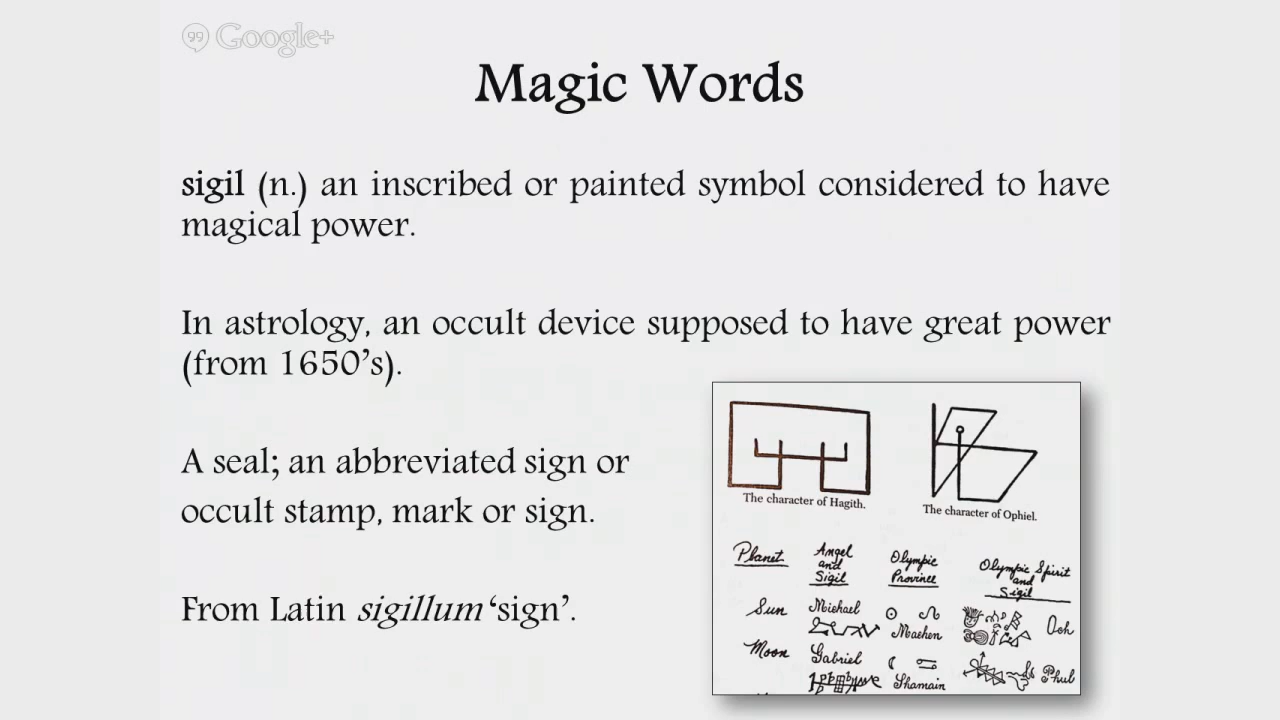 Google+
Magic Words
sigil (n.) an inscribed or painted symbol considered to have
magical power.
In astrology, an occult device supposed to have great power
(from 1650’s).
A seal; an abbreviated sign or
occult stamp, mark or sign.
From Latin sigillum ‘sign’.
The character of Hagith.
The character of Ophiel.
Planet
Angel
and
Sigil
Olympic
Province
Olympic Spirit
and
Sigil
Sun
Michael
Machen
Och
Moon
Gabriel
Shamain
Phul